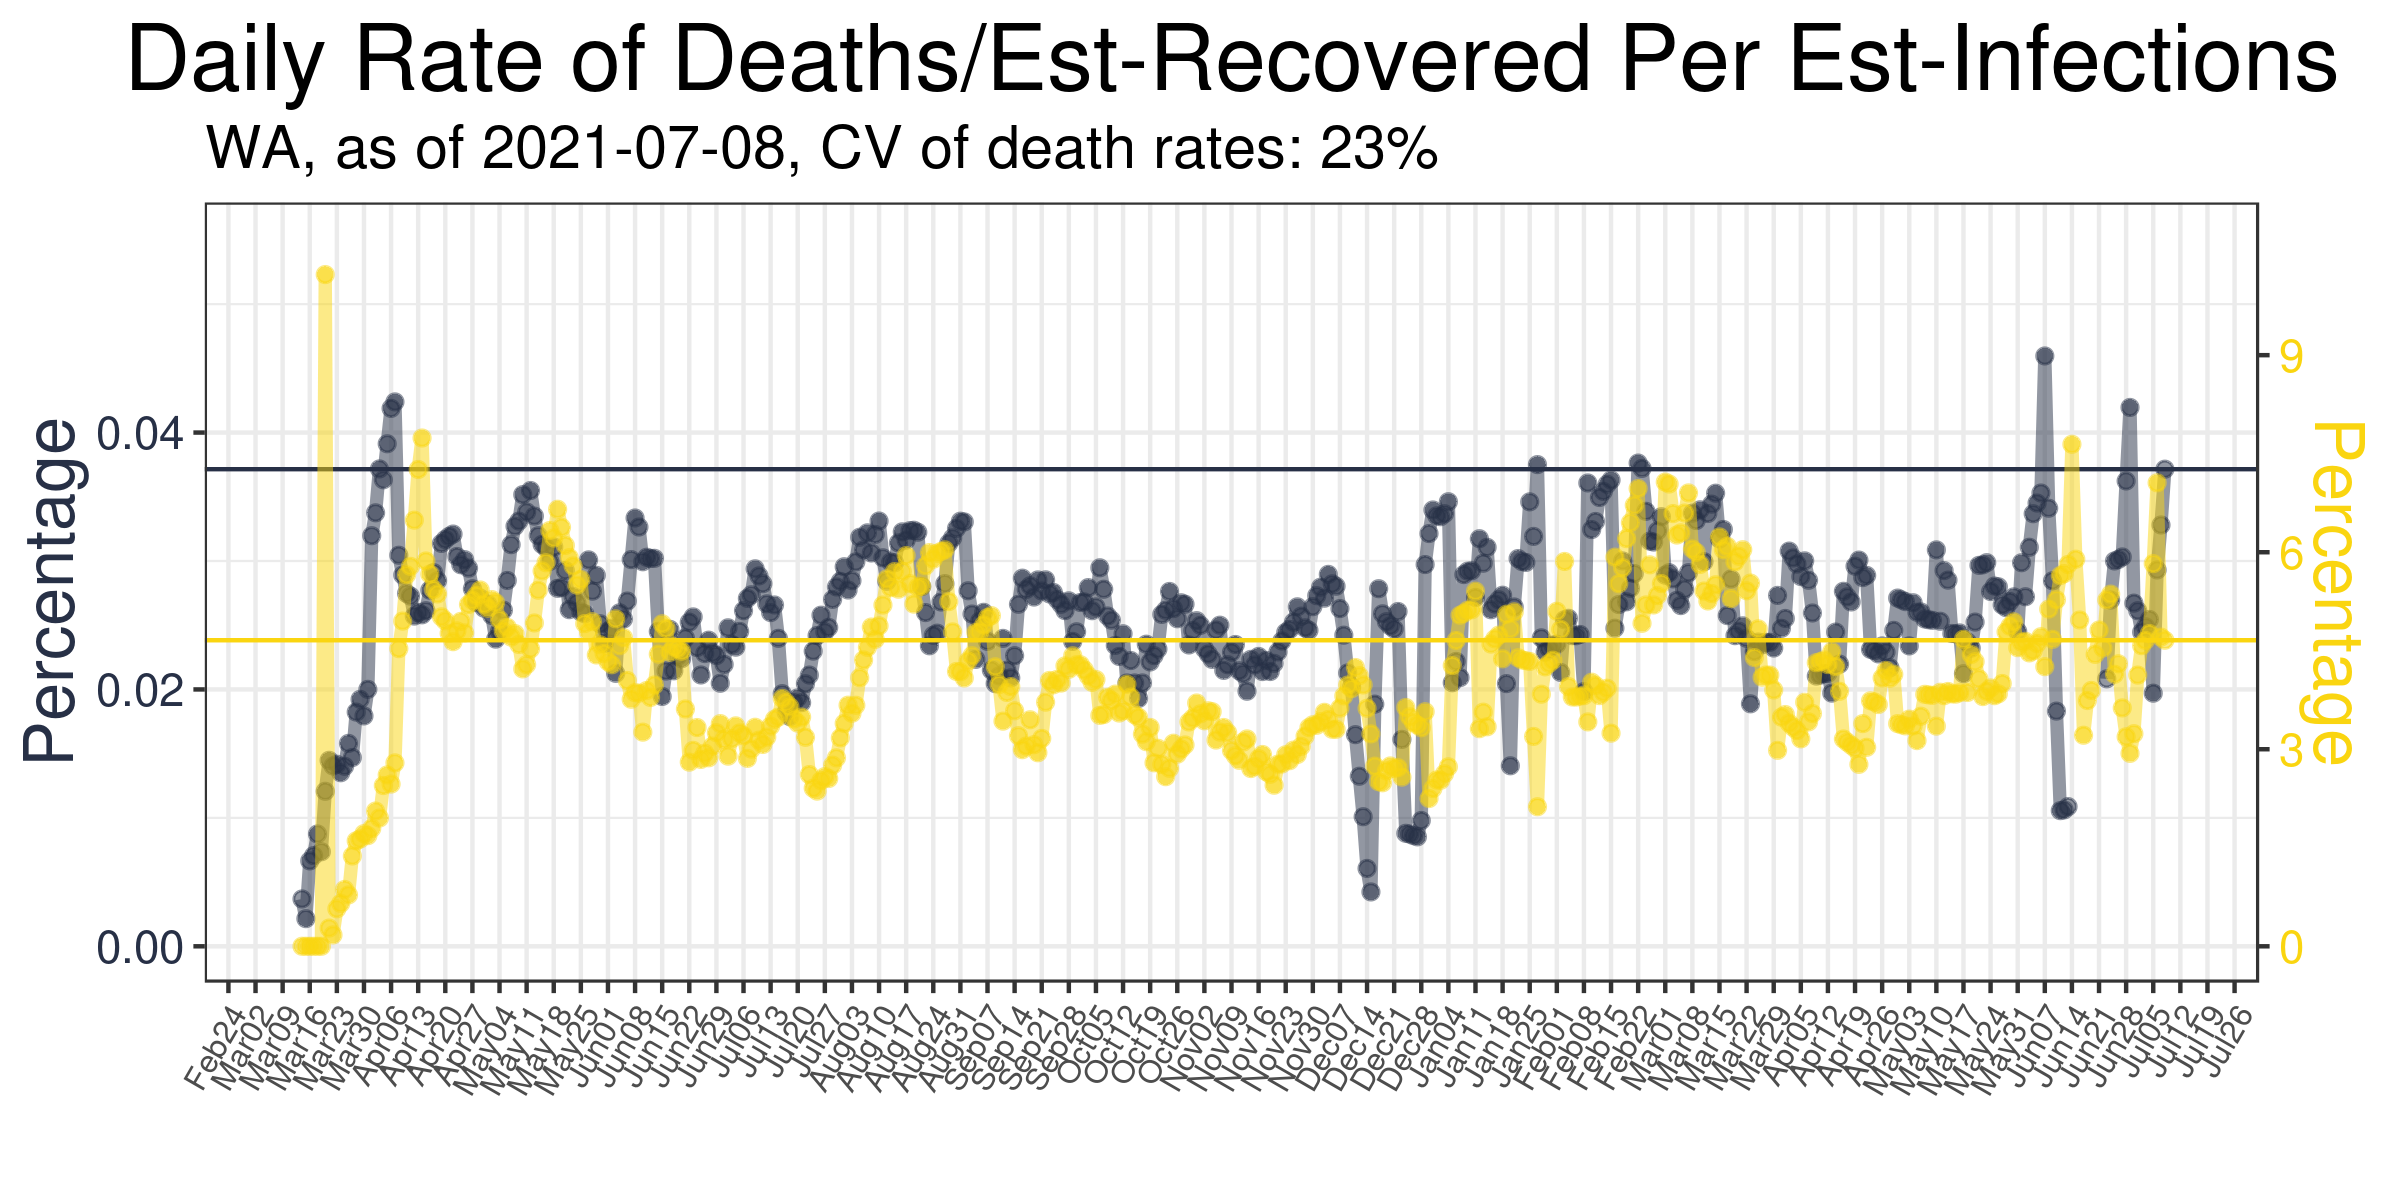 Daily Rate of Deaths/Est-Recovered Per Est-Infections
WA, as of 2021-07-08, CV of death rates: 23%
Percentage
0.04
0.02
0.00
9
6
3
0
Percentage
Feb24
Mar02
Mar09
Mar16
Mar23
Mar30
Apr06
Apr13
Apr20
Apr27
May04
May11
May18
May25
Jun01
Jun08
Jun15
Jun22
Jun29
Jul06
Jul13
Jul20
Jul27
Aug03
Aug10
Aug17
Aug24
Aug31
Sep07
Sep14
Sep21
Sep28
Oct05
Oct12
Oct19
Oct26
Nov02
Nov09
Nov16
Nov23
Nov30
Dec07
Dec14
Dec21
Dec28
Jan04
Jan11
Jan18
Jan25
Feb01
Feb08
Feb15
Feb22
Mar01
Mar08
Mar15
Mar22
Mar29
Apr05
Apr12
Apr19
Apr26
May03
May10
May17
May24
May31
Jun07
Jun14
Jun21
Jun28
Jul05
Jul12
Jul19
Jul26